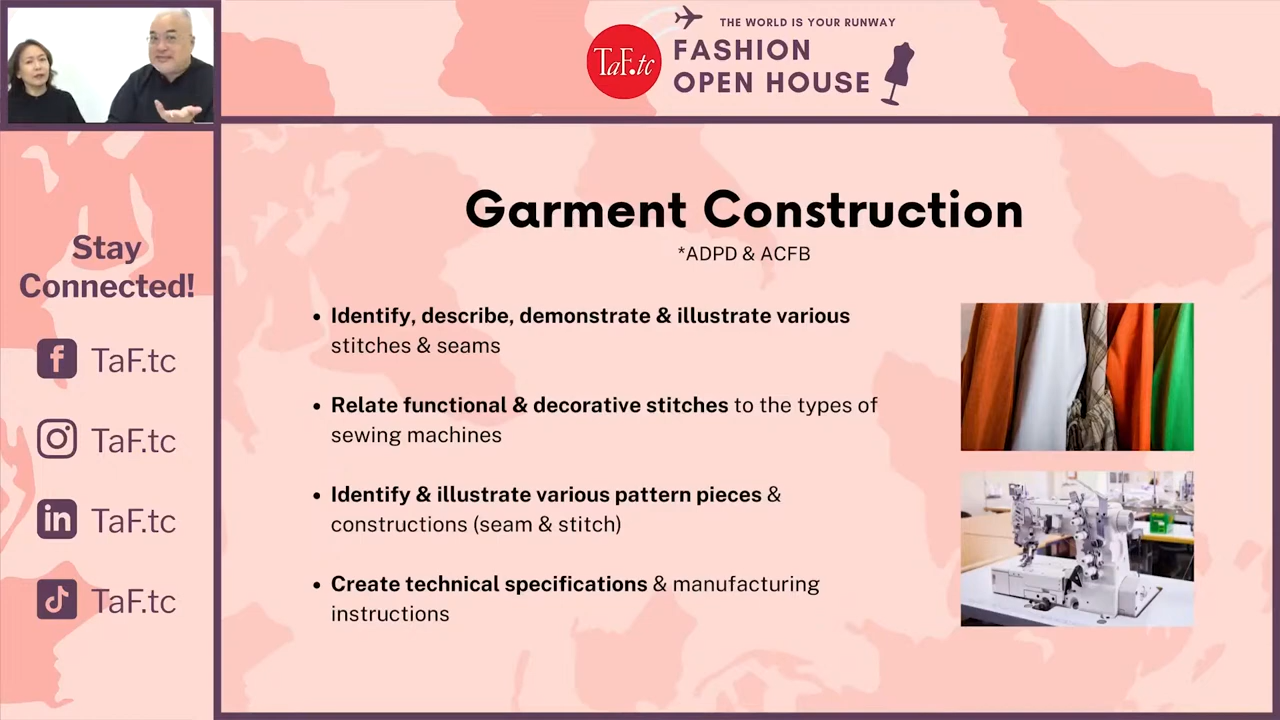 TaF.tc
THE WORLD IS YOUR RUNWAY
FASHION
OPEN HOUSE
Stay
Connected!
TaF.tc
TaF.tc
in TaF.tc
TaF.tc
Garment Construction
*ADPD & ACFB
• Identify, describe, demonstrate & illustrate various
stitches & seams
• Relate functional & decorative stitches to the types of
sewing machines
• Identify & illustrate various pattern pieces &
constructions (seam & stitch)
• Create technical specifications & manufacturing
instructions